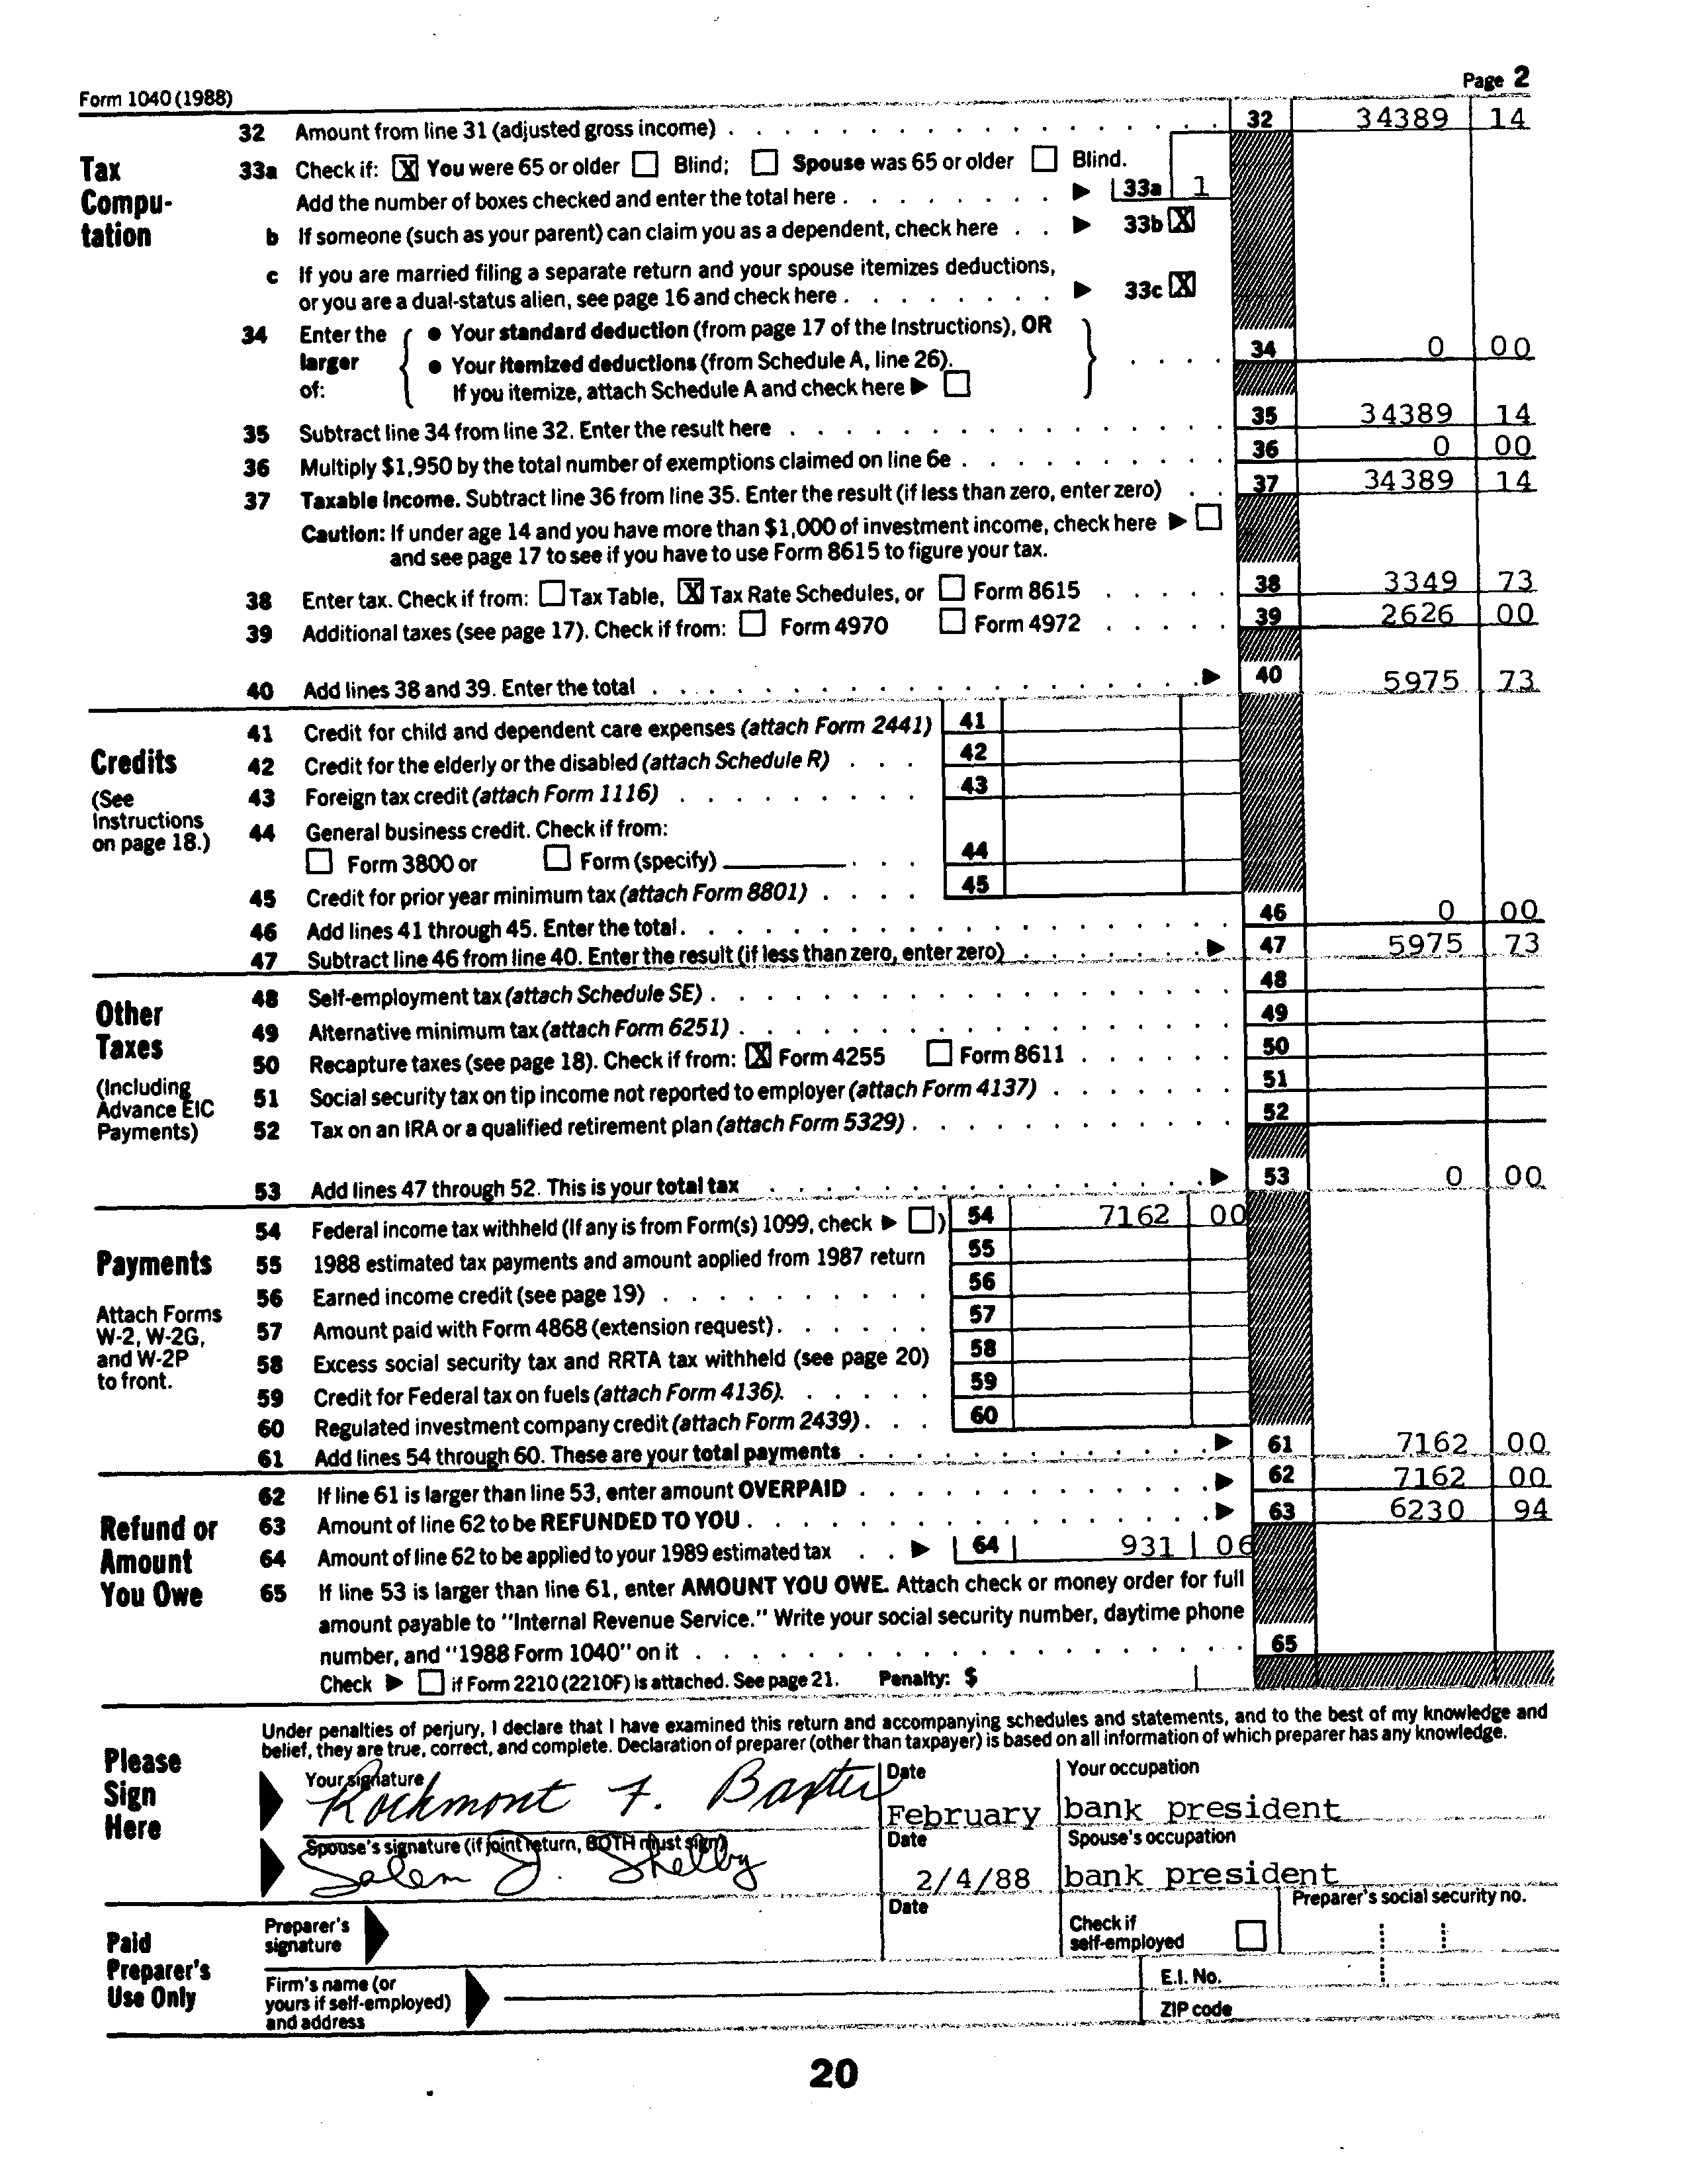 Form 1040 (1988) Page 2
Tax Computation
32 Amount from line 31 (adjusted gross income) 32 34389 14
33a Check if: [X] You were 65 or older [ ] Blind; [ ] Spouse was 65 or older [ ] Blind.
Add the number of boxes checked and enter the total here 33a 1
b If someone (such as your parent) can claim you as a dependent, check here 33b [X]
c If you are married filing a separate return and your spouse itemizes deductions,
or you are a dual-status alien, see page 16 and check here 33c [X]
34 Enter the larger of: { ● Your standard deduction (from page 17 of the Instructions), OR
● Your itemized deductions (from Schedule A, line 26).
If you itemize, attach Schedule A and check here ▶ [ ] } 34 0 00
35 Subtract line 34 from line 32. Enter the result here 35 34389 14
36 Multiply $1,950 by the total number of exemptions claimed on line 6e 36 0 00
37 Taxable income. Subtract line 36 from line 35. Enter the result (if less than zero, enter zero) 37 34389 14
Caution: If under age 14 and you have more than $1,000 of investment income, check here ▶ [ ]
and see page 17 to see if you have to use Form 8615 to figure your tax.
38 Enter tax. Check if from: [ ] Tax Table, [X] Tax Rate Schedules, or [ ] Form 8615 38 3349 73
39 Additional taxes (see page 17). Check if from: [ ] Form 4970 [ ] Form 4972 39 2626 00
40 Add lines 38 and 39. Enter the total ▶ 40 5975 73
Credits
(See Instructions on page 18.)
41 Credit for child and dependent care expenses (attach Form 2441) 41
42 Credit for the elderly or the disabled (attach Schedule R) 42
43 Foreign tax credit (attach Form 1116) 43
44 General business credit. Check if from:
[ ] Form 3800 or [ ] Form (specify) 44
45 Credit for prior year minimum tax (attach Form 8801) 45
46 Add lines 41 through 45. Enter the total 46 0 00
47 Subtract line 46 from line 40. Enter the result (if less than zero, enter zero) ▶ 47 5975 73
Other Taxes
(Including Advance EIC Payments)
48 Self-employment tax (attach Schedule SE) 48
49 Alternative minimum tax (attach Form 6251) 49
50 Recapture taxes (see page 18). Check if from: [X] Form 4255 [ ] Form 8611 50
51 Social security tax on tip income not reported to employer (attach Form 4137) 51
52 Tax on an IRA or a qualified retirement plan (attach Form 5329) 52
53 Add lines 47 through 52. This is your total tax ▶ 53 0 00
Payments
Attach Forms W-2, W-2G, and W-2P to front.
54 Federal income tax withheld (If any is from Form(s) 1099, check ▶ [ ]) 54 7162 00
55 1988 estimated tax payments and amount applied from 1987 return 55
56 Earned income credit (see page 19) 56
57 Amount paid with Form 4868 (extension request) 57
58 Excess social security tax and RRTA tax withheld (see page 20) 58
59 Credit for Federal tax on fuels (attach Form 4136) 59
60 Regulated investment company credit (attach Form 2439) 60
61 Add lines 54 through 60. These are your total payments ▶ 61 7162 00
Refund or Amount You Owe
62 If line 61 is larger than line 53, enter amount OVERPAID ▶ 62 7162 00
63 Amount of line 62 to be REFUNDED TO YOU ▶ 63 6230 94
64 Amount of line 62 to be applied to your 1989 estimated tax ▶ 64 931 06
65 If line 53 is larger than line 61, enter AMOUNT YOU OWE. Attach check or money order for full
amount payable to "Internal Revenue Service." Write your social security number, daytime phone
number, and "1988 Form 1040" on it 65
Check ▶ [ ] if Form 2210 (2210F) is attached. See page 21. Penalty: $
Please Sign Here
Under penalties of perjury, I declare that I have examined this return and accompanying schedules and statements, and to the best of my knowledge and
belief, they are true, correct, and complete. Declaration of preparer (other than taxpayer) is based on all information of which preparer has any knowledge.
Your signature Date Your occupation
Rockmont F. Baxter February bank president
Spouse's signature (if joint return, BOTH must sign) Date Spouse's occupation
Salem J. Shelby 2/4/88 bank president
Paid Preparer's Use Only
Preparer's signature Date Check if self-employed [ ] Preparer's social security no.
Firm's name (or yours if self-employed) and address E.I. No.
ZIP code
20